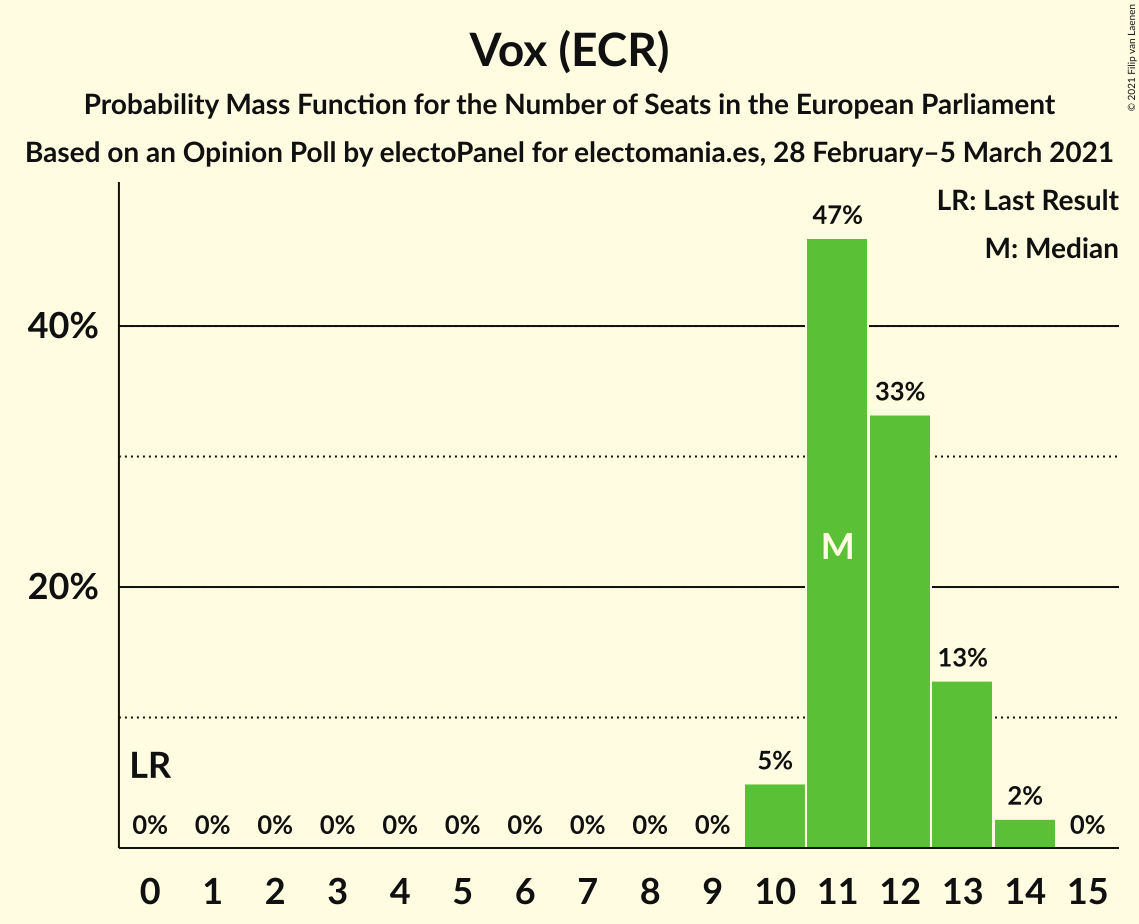 Vox (ECR)
Probability Mass Function for the Number of Seats in the European Parliament
Based on an Opinion Poll by electoPanel for electomania.es, 28 February–5 March 2021
© 2021 Filip van Laenen
LR: Last Result
M: Median
47%
40%
33%
M
20%
13%
LR
5%
2%
0% 0% 0% 0% 0% 0% 0% 0% 0% 0% 0%
0 1 2 3 4 5 6 7 8 9 10 11 12 13 14 15